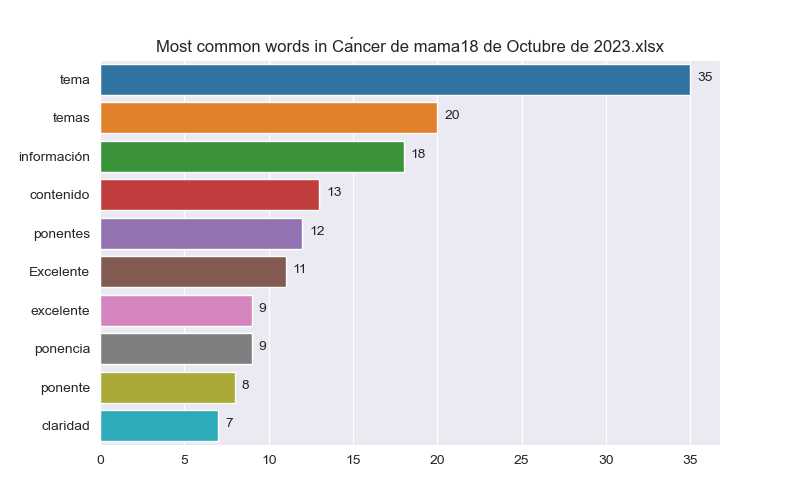 Most common words in Cáncer de mama18 de Octubre de 2023.xlsx
tema 35
temas 20
información 18
contenido 13
ponentes 12
Excelente 11
excelente 9
ponencia 9
ponente 8
claridad 7
0 5 10 15 20 25 30 35